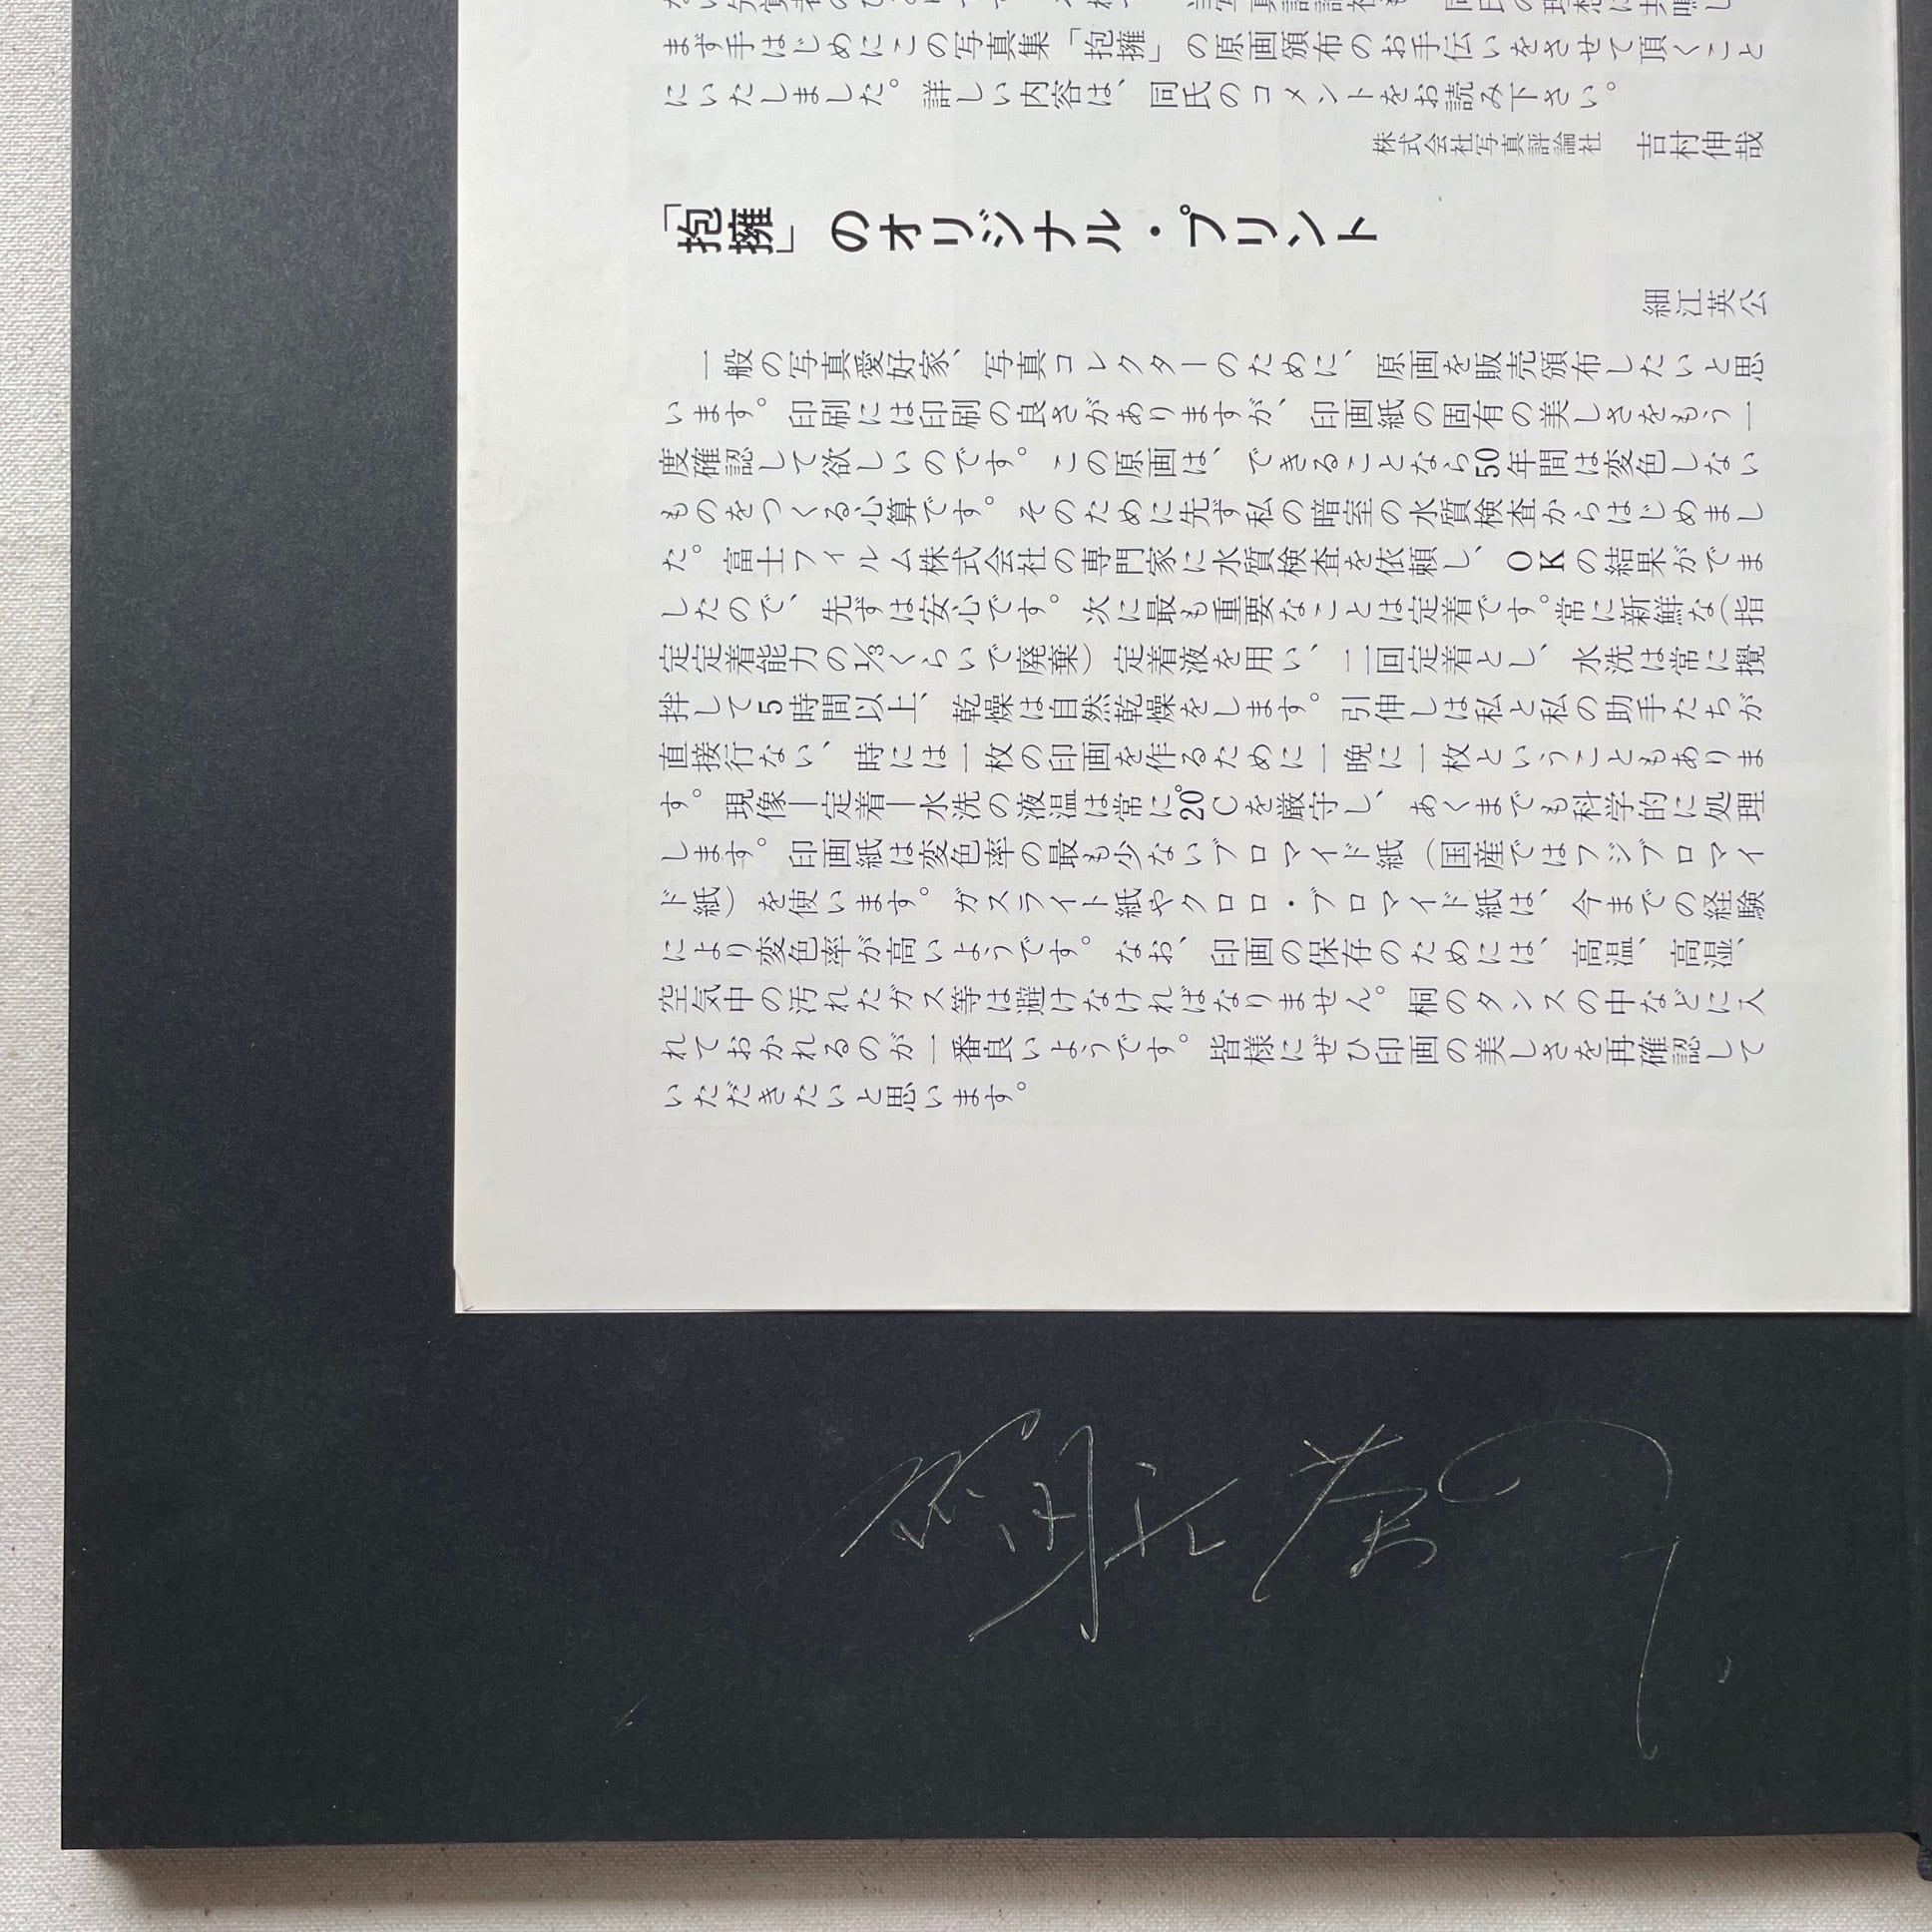 まず手はじめにこの写真集「抱擁」の原画頒布のお手伝いをさせて頂くこと
にいたしました。詳しい内容は、同氏のコメントをお読み下さい。
株式会社写真評論社　吉村伸哉
「抱擁」のオリジナル・プリント
細江英公
一般の写真愛好家、写真コレクターのために、原画を販売頒布したいと思
います。印刷には印刷の良さがありますが、印画紙の固有の美しさをもう一
度確認して欲しいのです。この原画は、できることなら50年間は変色しない
ものをつくる心算です。そのために先ず私の暗室の水質検査からはじめまし
た。富士フィルム株式会社の専門家に水質検査を依頼し、OKの結果がでま
したので、先ずは安心です。次に最も重要なことは定着です。常に新鮮な(指
定定着能力の⅓くらいで廃棄)定着液を用い、二回定着とし、水洗は常に攪
拌して5時間以上、乾燥は自然乾燥をします。引伸しは私と私の助手たちが
直接行ない、時には一枚の印画を作るために一晩に一枚ということもありま
す。現像―定着―水洗の液温は常に20°Cを厳守し、あくまでも科学的に処理
します。印画紙は変色率の最も少ないブロマイド紙(国産ではフジブロマイ
ド紙)を使います。ガスライト紙やクロロ・ブロマイド紙は、今までの経験
により変色率が高いようです。なお、印画の保存のためには、高温、高湿、
空気中の汚れたガス等は避けなければなりません。桐のタンスの中などに入
れておかれるのが一番良いようです。皆様にぜひ印画の美しさを再確認して
いただきたいと思います。
細江英公